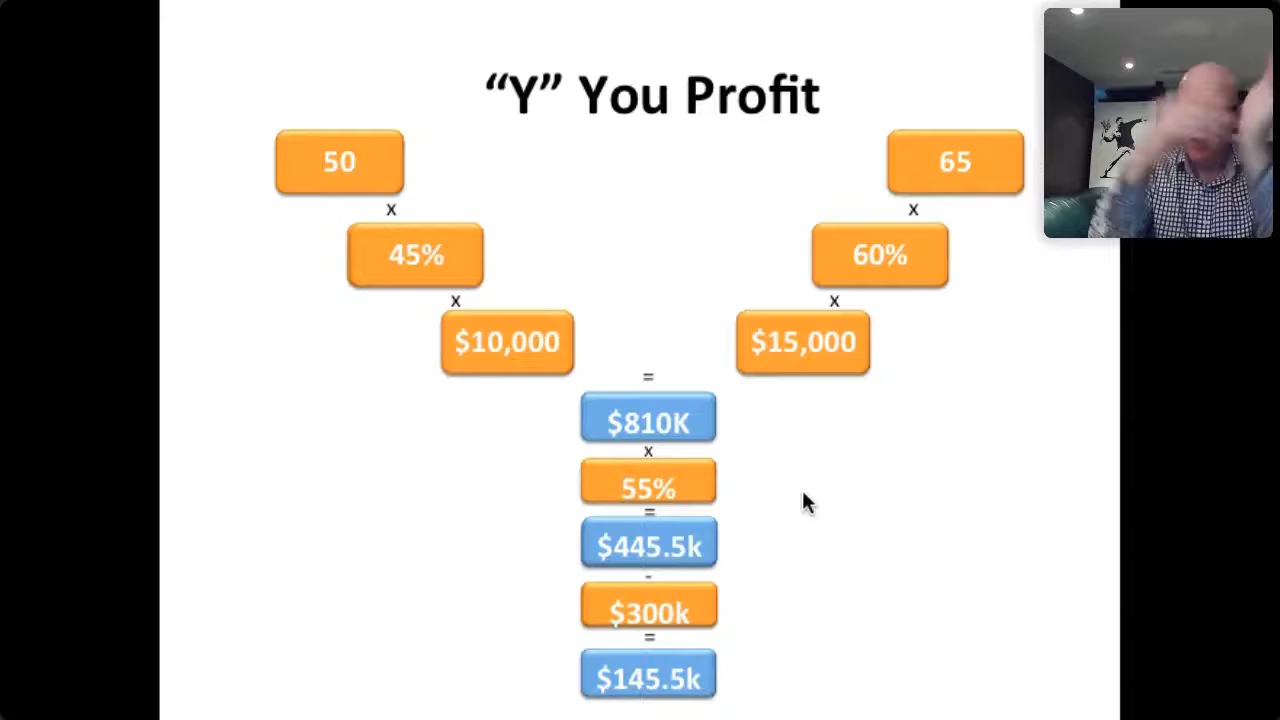 “Y” You Profit
50
65
x
x
45%
60%
x
x
$10,000
$15,000
=
$810K
x
55%
=
$445.5k
-
$300k
=
$145.5k